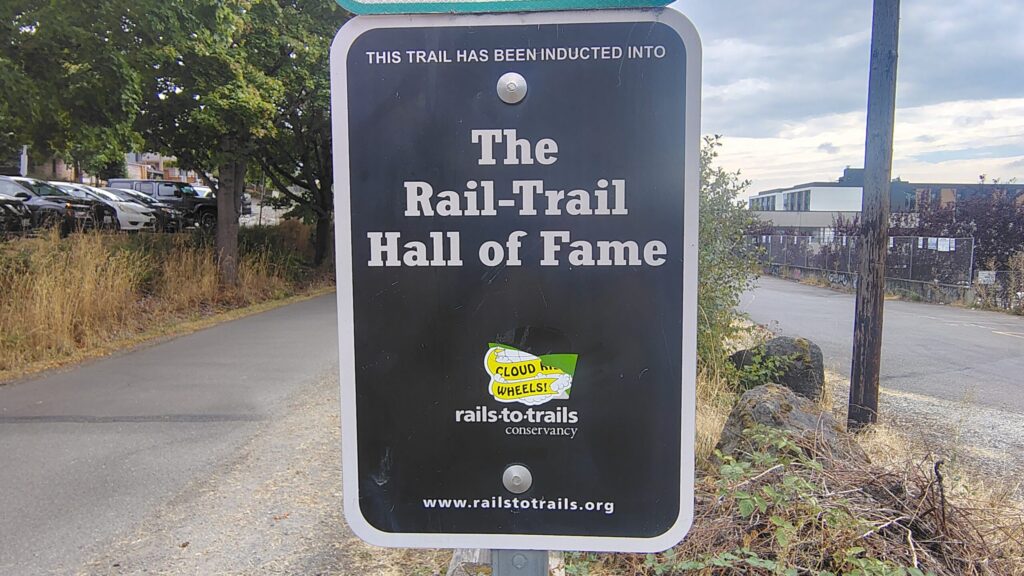 THIS TRAIL HAS BEEN INDUCTED INTO
The
Rail-Trail
Hall of Fame
CLOUD
WHEELS!
rails-to-trails
conservancy
www.railstotrails.org